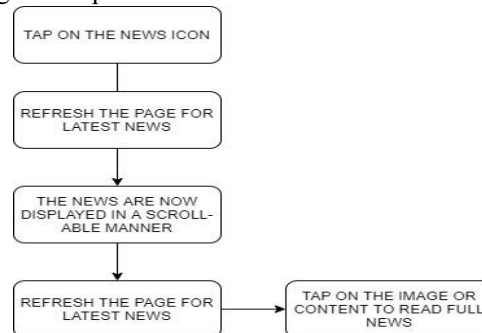 TAP ON THE NEWS ICON
REFRESH THE PAGE FOR
LATEST NEWS
THE NEWS ARE NOW
DISPLAYED IN A SCROLL-
ABLE MANNER
REFRESH THE PAGE FOR
LATEST NEWS
TAP ON THE IMAGE OR
CONTENT TO READ FULL
NEWS